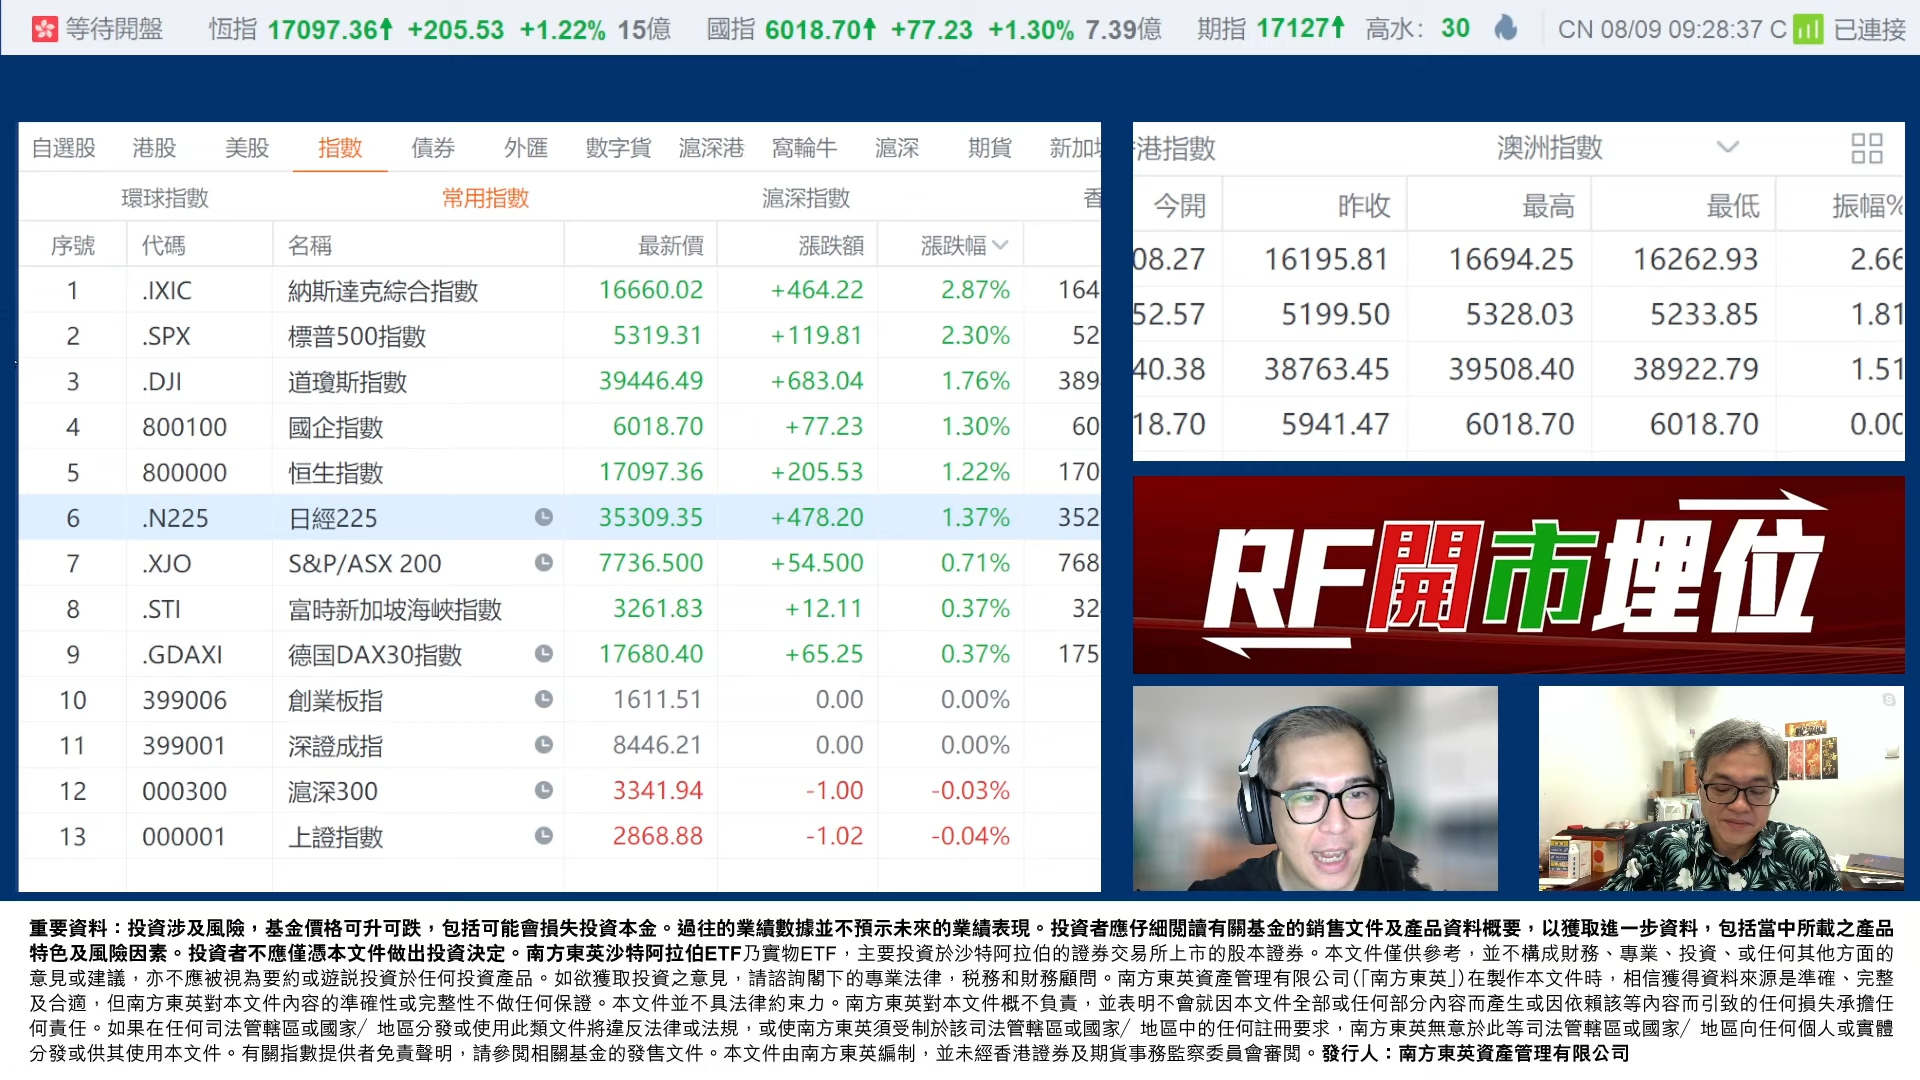 等待開盤 恆指 17097.36 +205.53 +1.22% 15億 國指 6018.70 +77.23 +1.30% 7.39億 期指 17127 高水: 30 CN 08/09 09:28:37 C 已連接
自選股 港股 美股 指數 債券 外匯 數字貨 滬深港 窩輪牛 滬深 期貨 新加坡
環球指數 常用指數 滬深指數 香
序號 代碼 名稱 最新價 漲跌額 漲跌幅
1 .IXIC 納斯達克綜合指數 16660.02 +464.22 2.87% 164
2 .SPX 標普500指數 5319.31 +119.81 2.30% 52
3 .DJI 道瓊斯指數 39446.49 +683.04 1.76% 389
4 800100 國企指數 6018.70 +77.23 1.30% 60
5 800000 恒生指數 17097.36 +205.53 1.22% 170
6 .N225 日經225 35309.35 +478.20 1.37% 352
7 .XJO S&P/ASX 200 7736.500 +54.500 0.71% 768
8 .STI 富時新加坡海峽指數 3261.83 +12.11 0.37% 32
9 .GDAXI 德国DAX30指數 17680.40 +65.25 0.37% 175
10 399006 創業板指 1611.51 0.00 0.00%
11 399001 深證成指 8446.21 0.00 0.00%
12 000300 滬深300 3341.94 -1.00 -0.03%
13 000001 上證指數 2868.88 -1.02 -0.04%
港指數 澳洲指數
今開 昨收 最高 最低 振幅%
08.27 16195.81 16694.25 16262.93 2.66
52.57 5199.50 5328.03 5233.85 1.81
40.38 38763.45 39508.40 38922.79 1.51
18.70 5941.47 6018.70 6018.70 0.00
RF開市埋位
重要資料：投資涉及風險，基金價格可升可跌，包括可能會損失投資本金。過往的業績數據並不預示未來的業績表現。投資者應仔細閱讀有關基金的銷售文件及產品資料概要，以獲取進一步資料，包括當中所載之產品
特色及風險因素。投資者不應僅憑本文件做出投資決定。南方東英沙特阿拉伯ETF乃實物ETF，主要投資於沙特阿拉伯的證券交易所上市的股本證券。本文件僅供參考，並不構成財務、專業、投資、或任何其他方面的
意見或建議，亦不應被視為要約或遊説投資於任何投資產品。如欲獲取投資之意見，請諮詢閣下的專業法律，税務和財務顧問。南方東英資產管理有限公司(「南方東英」)在製作本文件時，相信獲得資料來源是準確、完整
及合適，但南方東英對本文件內容的準確性或完整性不做任何保證。本文件並不具法律約束力。南方東英對本文件概不負責，並表明不會就因本文件全部或任何部分內容而產生或因依賴該等內容而引致的任何損失承擔任
何責任。如果在任何司法管轄區或國家/ 地區分發或使用此類文件將違反法律或法規，或使南方東英須受制於該司法管轄區或國家/ 地區中的任何註冊要求，南方東英無意於此等司法管轄區或國家/ 地區向任何個人或實體
分發或供其使用本文件。有關指數提供者免責聲明，請參閱相關基金的發售文件。本文件由南方東英編制，並未經香港證券及期貨事務監察委員會審閲。發行人：南方東英資產管理有限公司